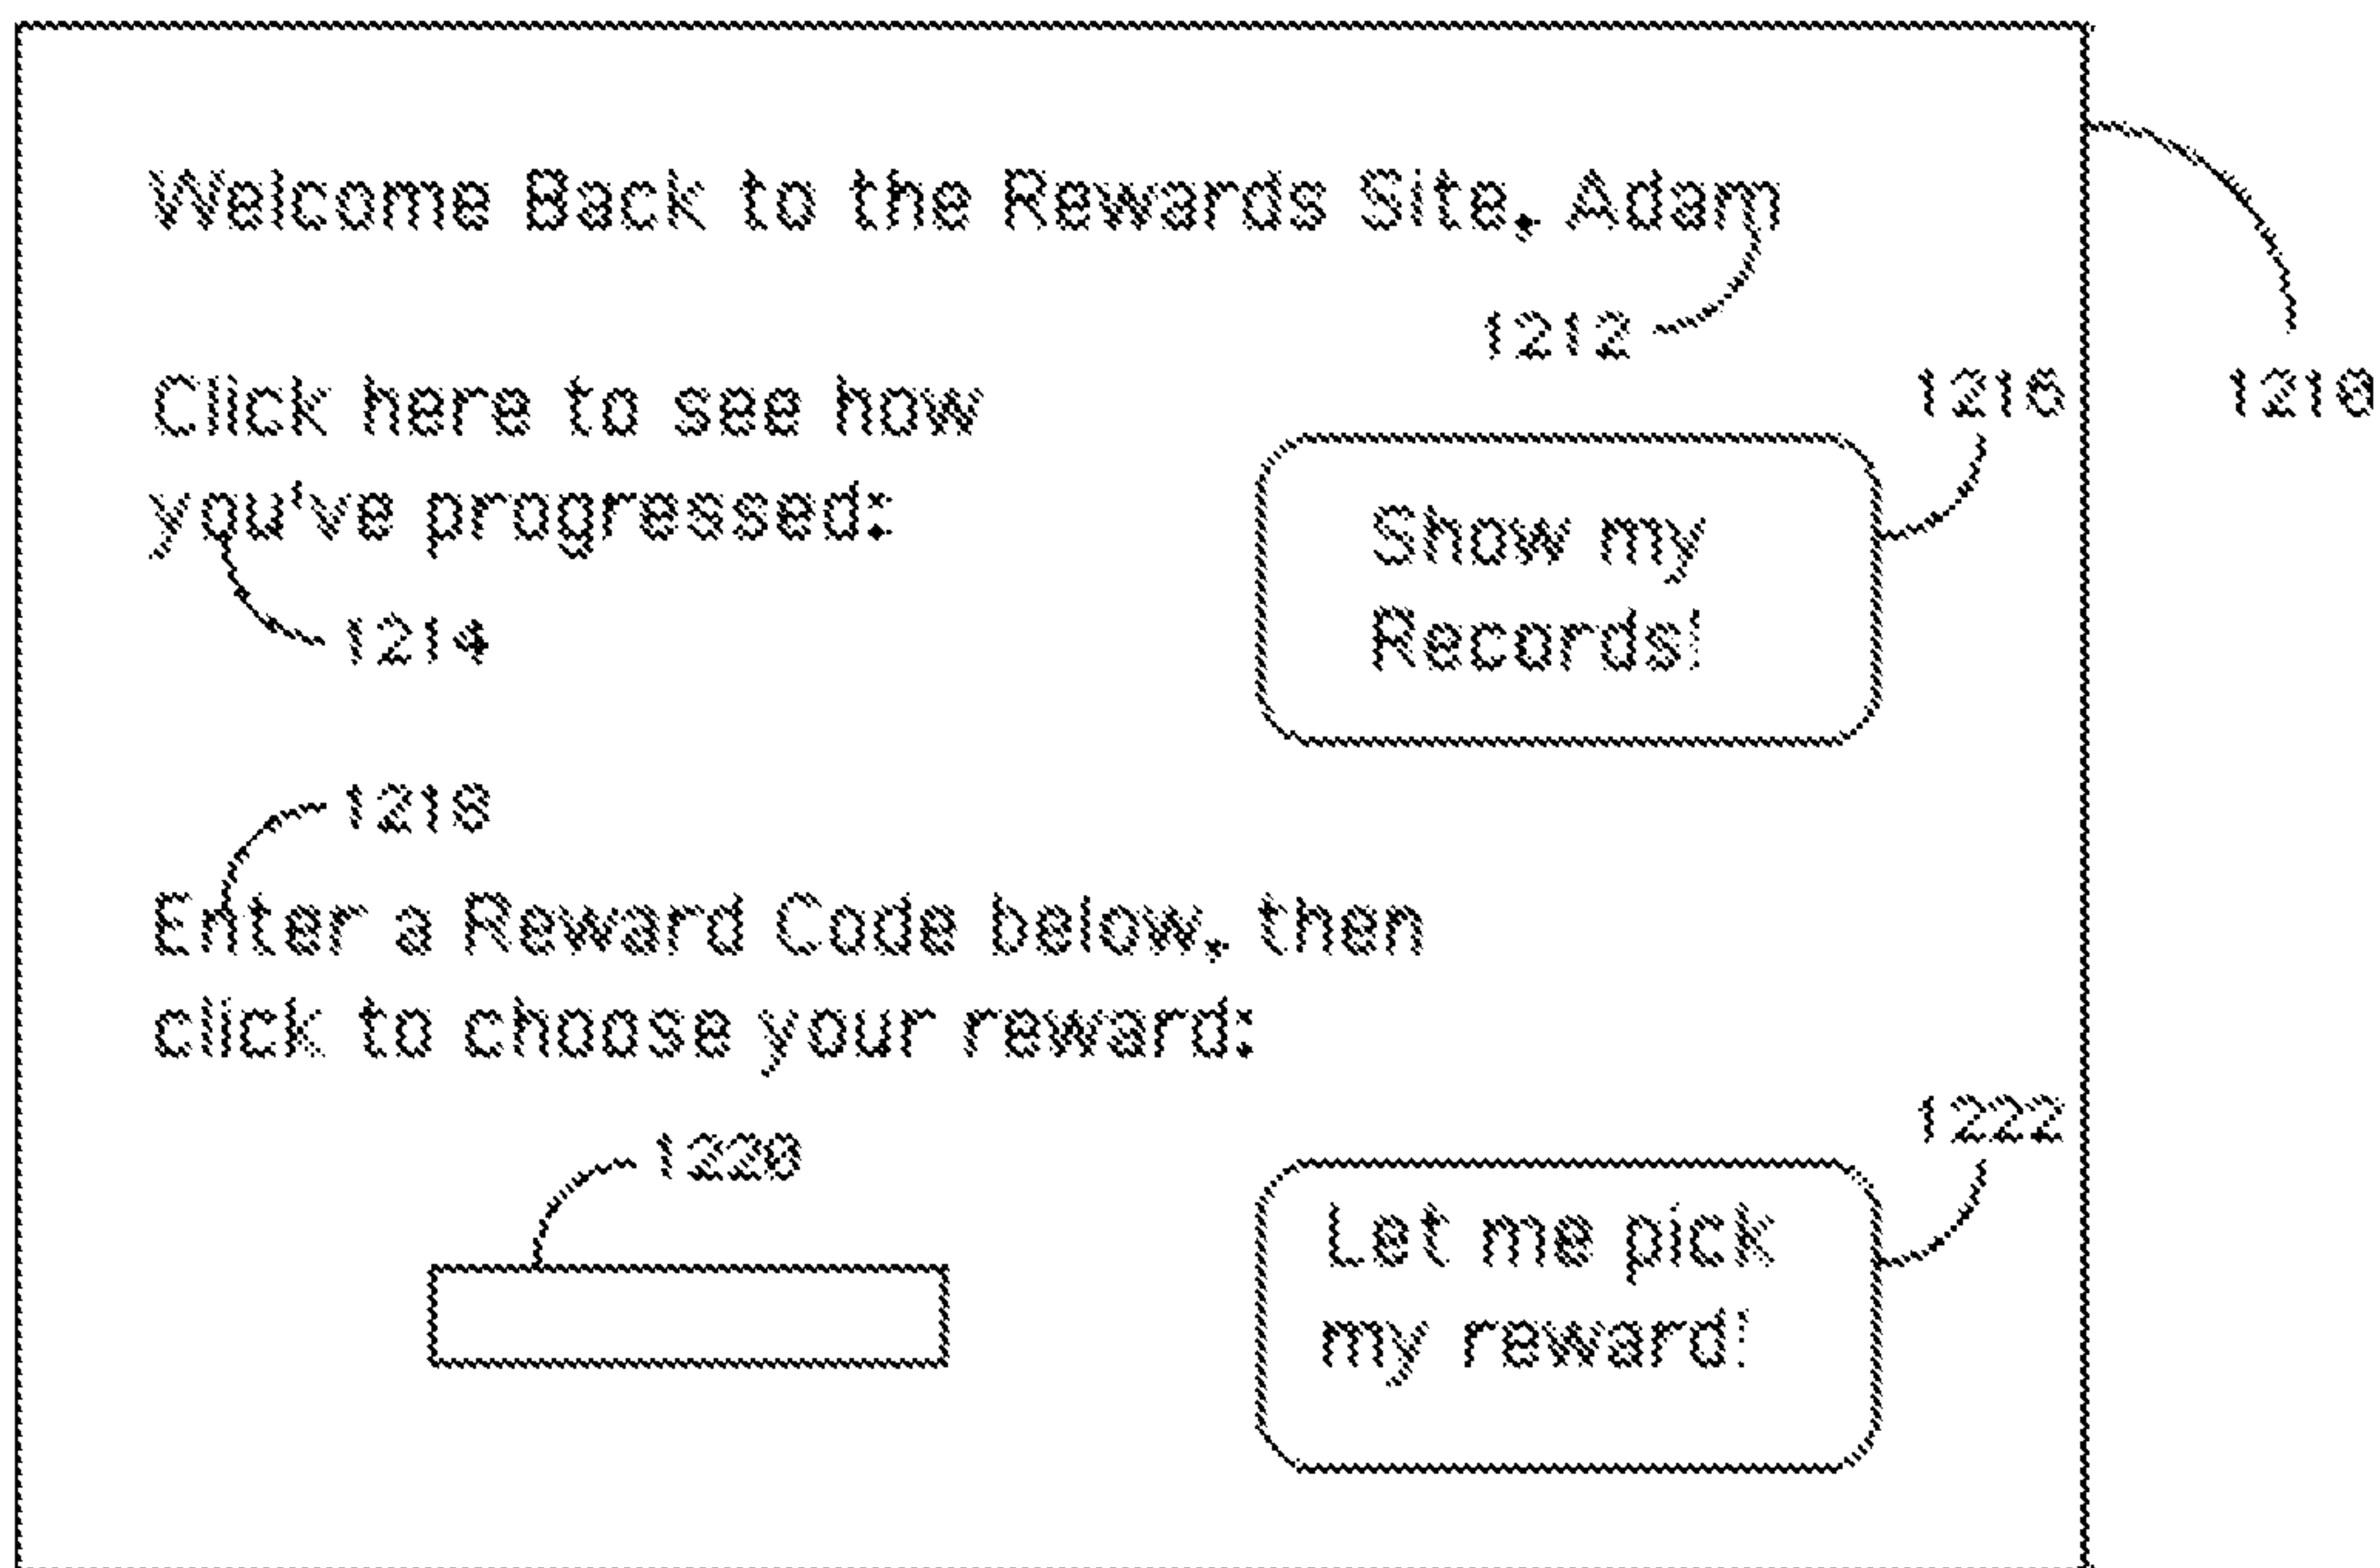 Welcome Back to the Rewards Site, Adam
1212
1216
1210
Click here to see how
you've progressed:
1214
Show my
Records!
1218
Enter a Reward Code below, then
click to choose your reward:
1220
1222
Let me pick
my reward!